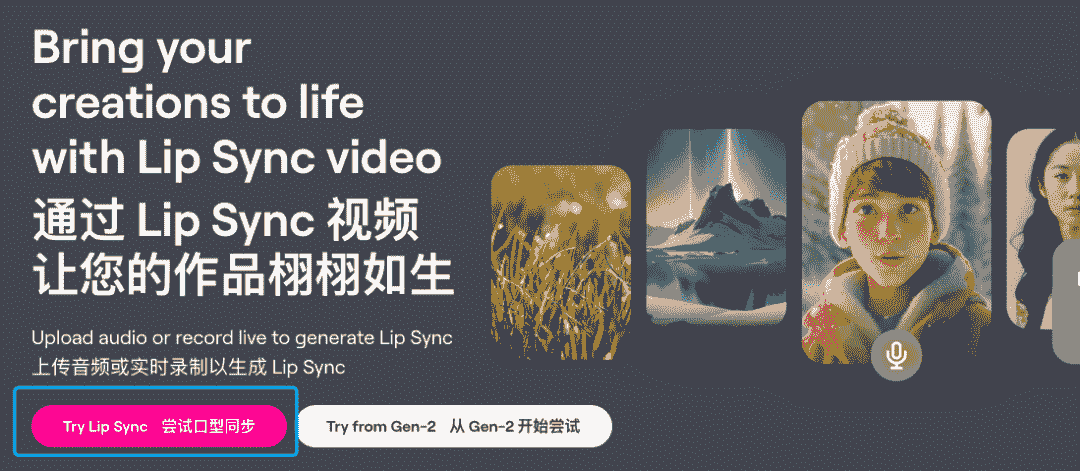 Bring your
creations to life
with Lip Sync video
通过 Lip Sync 视频
让您的作品栩栩如生
Upload audio or record live to generate Lip Sync
上传音频或实时录制以生成 Lip Sync
Try Lip Sync 尝试口型同步
Try from Gen-2 从 Gen-2 开始尝试